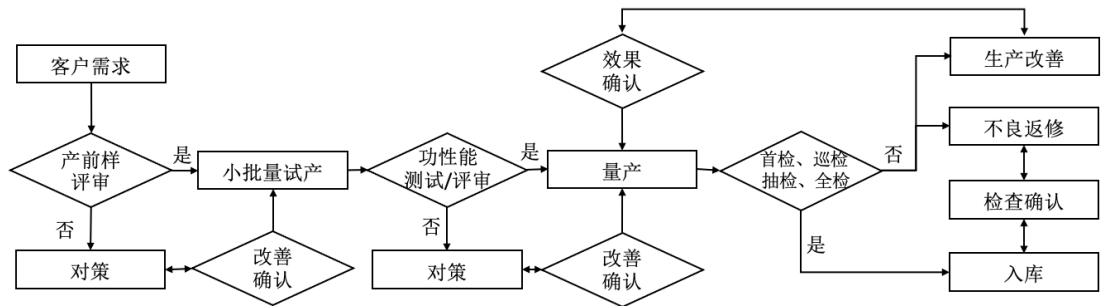 客户需求
产前样
评审
是
否
对策
改善
确认
小批量试产
功性能
测试/评审
是
否
对策
改善
确认
效果
确认
量产
首检、巡检
抽检、全检
否
是
生产改善
不良返修
检查确认
入库